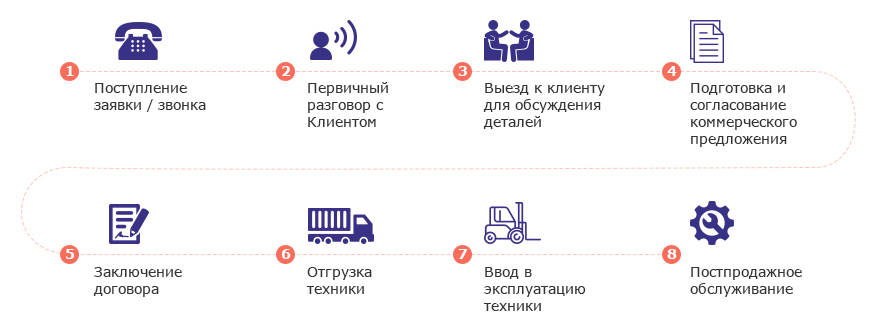 1
Поступление
заявки / звонка
2
Первичный
разговор с
Клиентом
3
Выезд к клиенту
для обсуждения
деталей
4
Подготовка и
согласование
коммерческого
предложения
5
Заключение
договора
6
Отгрузка
техники
7
Ввод в
эксплуатацию
техники
8
Постпродажное
обслуживание